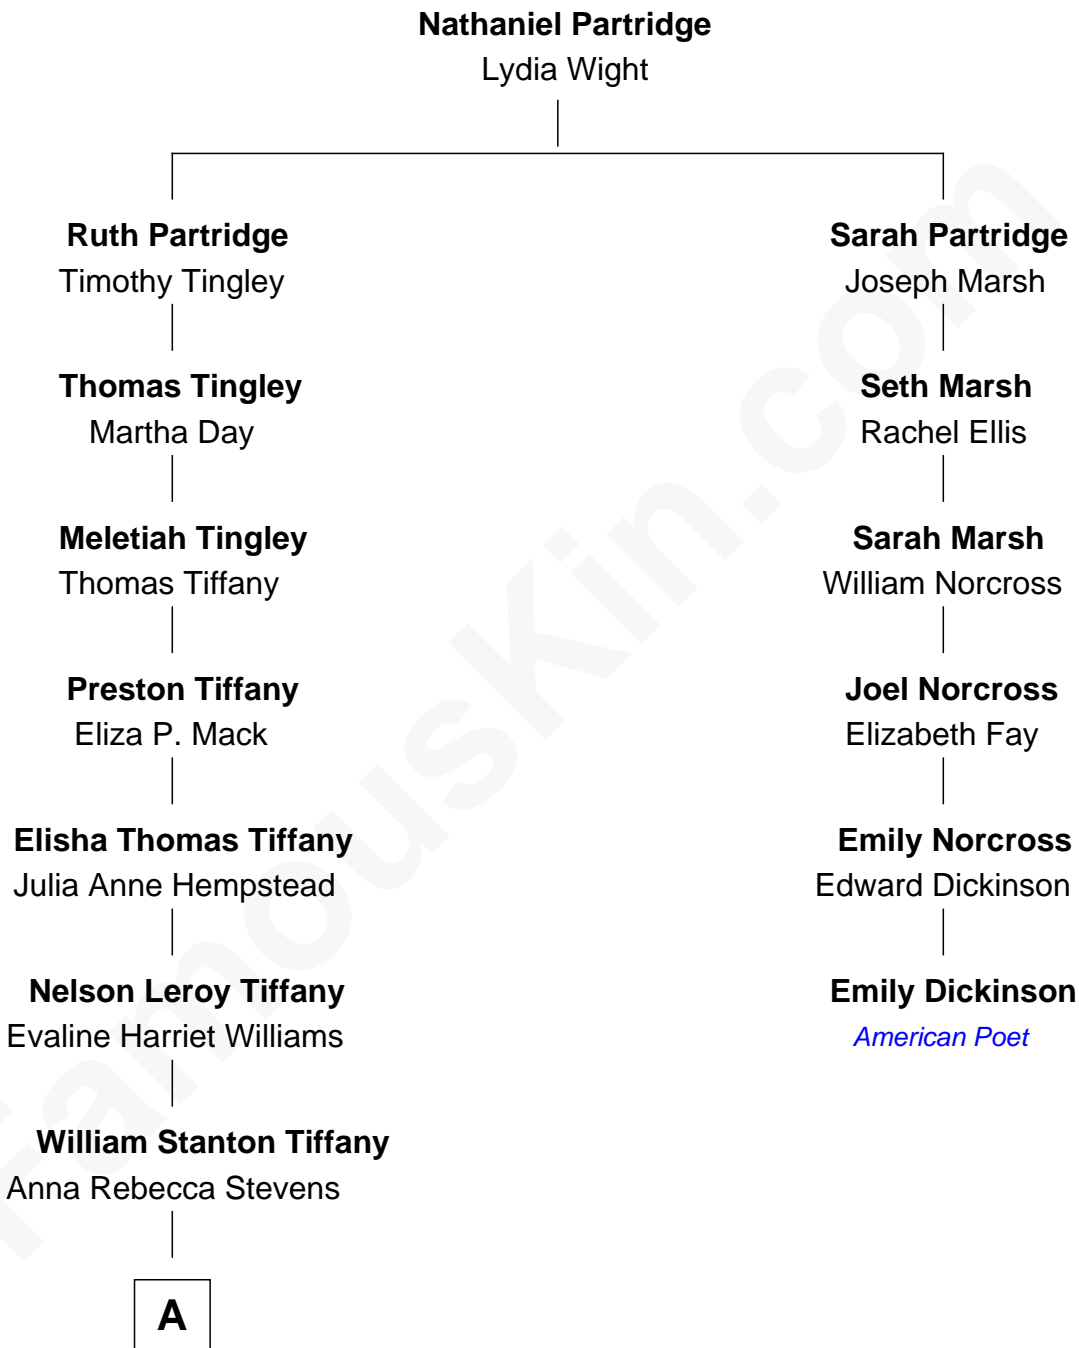 Nathaniel Partridge
Lydia Wight
Ruth Partridge
Timothy Tingley
Sarah Partridge
Joseph Marsh
Thomas Tingley
Martha Day
Seth Marsh
Rachel Ellis
Meletiah Tingley
Thomas Tiffany
Sarah Marsh
William Norcross
Preston Tiffany
Eliza P. Mack
Joel Norcross
Elizabeth Fay
Elisha Thomas Tiffany
Julia Anne Hempstead
Emily Norcross
Edward Dickinson
Nelson Leroy Tiffany
Evaline Harriet Williams
Emily Dickinson
American Poet
William Stanton Tiffany
Anna Rebecca Stevens
A
FamousKin.com